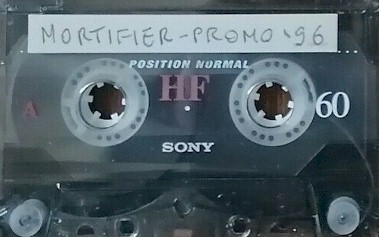 MORTIFIER-PROMO '96
POSITION NORMAL
HF
A
60
SONY